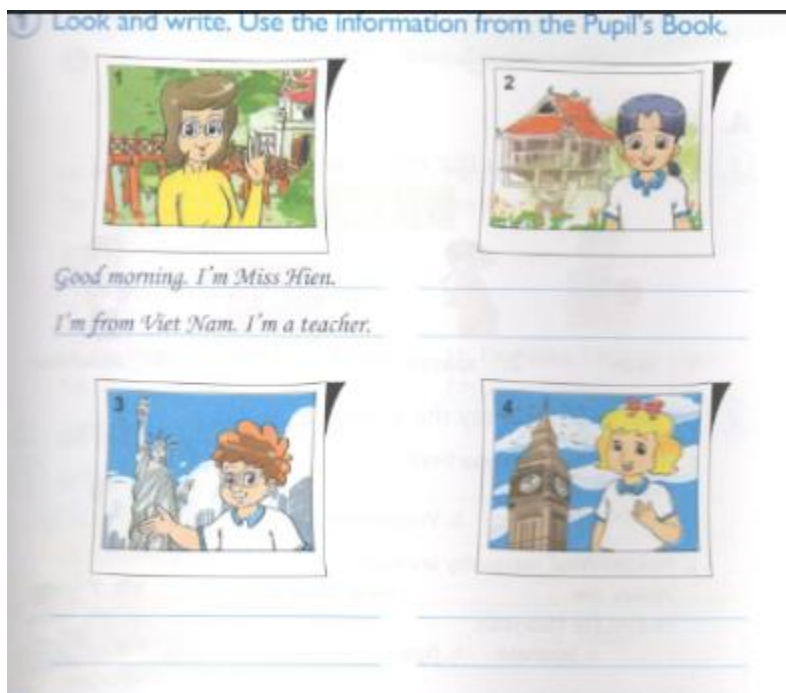 1 Look and write. Use the information from the Pupil's Book.
1
2
Good morning. I'm Miss Hien.
I'm from Viet Nam. I'm a teacher.
3
4